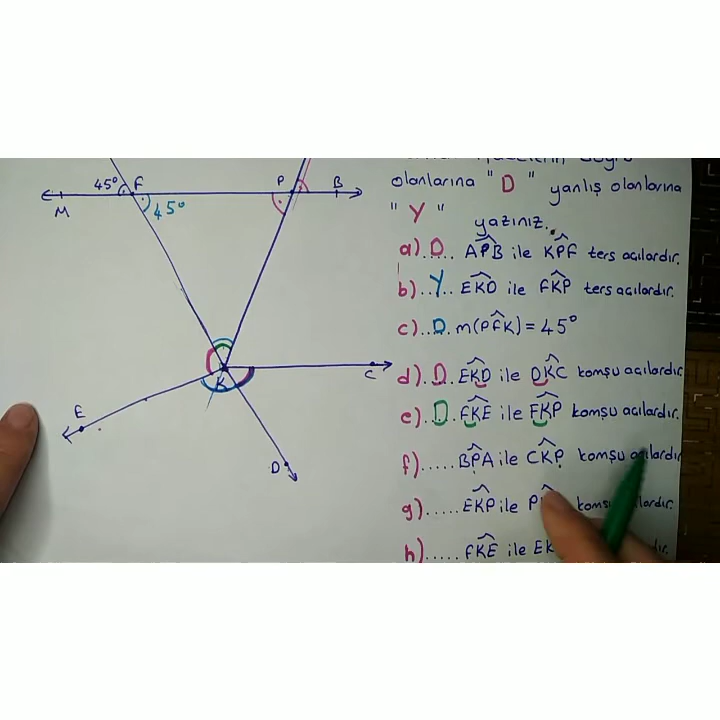 olanlarına "D" yanlış olanlarına
"Y" yazınız.
a) D..... APB ile KPF ters açılardır.
b) ..Y... EKD ile FKP ters açılardır.
c) ..D.. m(PFK) = 45°
d) ..D.. EKD ile DKC komşu açılardır
e) ..D.. FKE ile FKP komşu açılardır.
f) ..... BPA ile CKP komşu açılardır
g) ..... EKP ile
h) ..... FKE ile
45° F P B
M 45°
K C
E
D